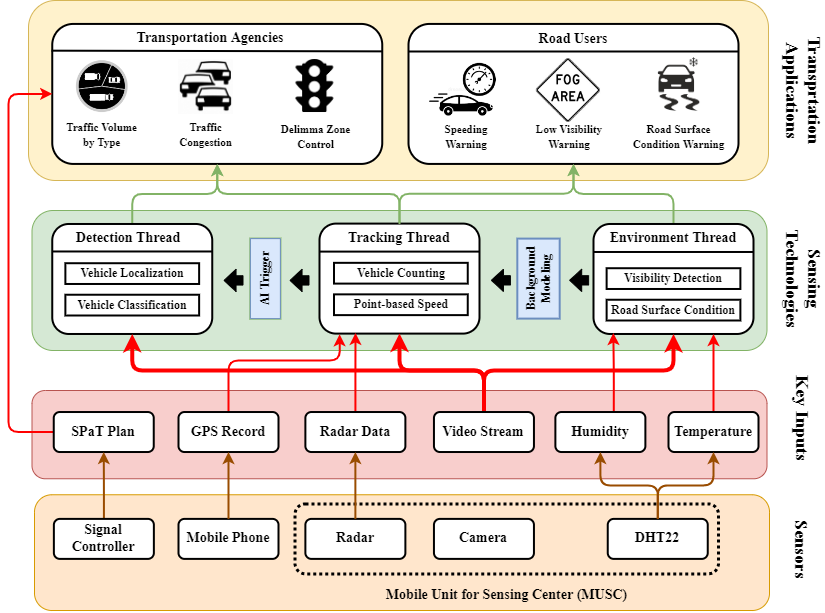 Transportation Agencies
Traffic Volume
by Type
Traffic
Congestion
Delimma Zone
Control
Road Users
Speeding
Warning
FOG
AREA
Low Visibility
Warning
Road Surface
Condition Warning
Transprtation
Applications
Detection Thread
Vehicle Localization
Vehicle Classification
AI Trigger
Tracking Thread
Vehicle Counting
Point-based Speed
Background
Modeling
Environment Thread
Visibility Detection
Road Surface Condition
Sensing
Technologies
SPaT Plan
GPS Record
Radar Data
Video Stream
Humidity
Temperature
Key Inputs
Signal
Controller
Mobile Phone
Radar
Camera
DHT22
Mobile Unit for Sensing Center (MUSC)
Sensors